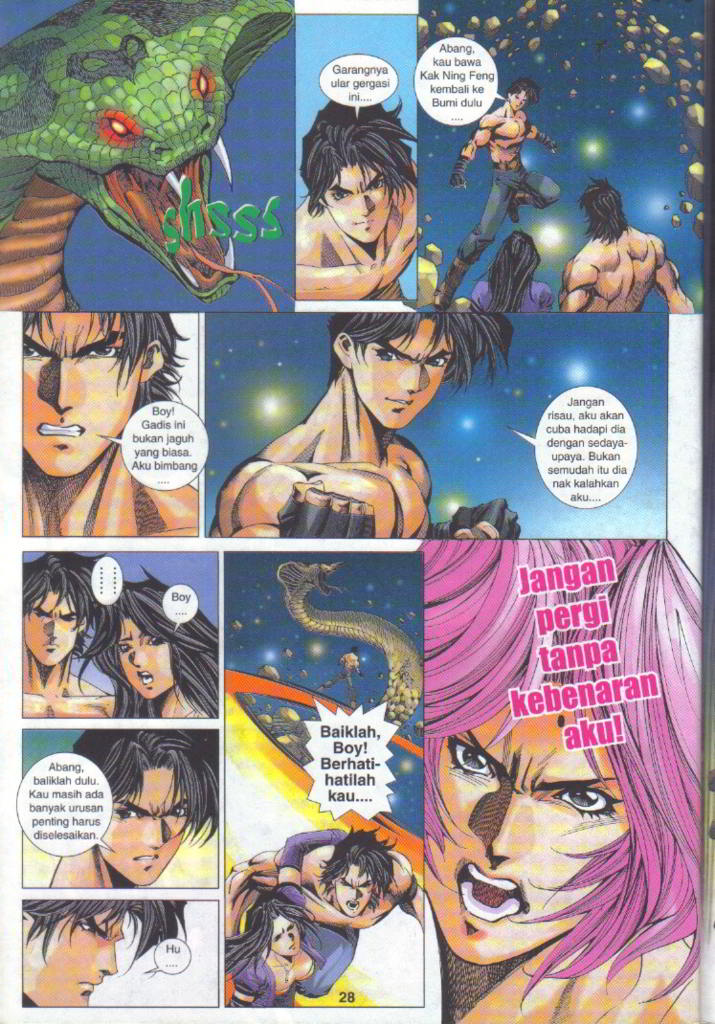 shsss
Garangnya
ular gergasi
ini....
Abang,
kau bawa
Kak Ning Feng
kembali ke
Bumi dulu
....
Boy!
Gadis ini
bukan jaguh
yang biasa.
Aku bimbang
....
Jangan
risau, aku akan
cuba hadapi dia
dengan sedaya-
upaya. Bukan
semudah itu dia
nak kalahkan
aku....
......
Boy
....
Abang,
baliklah dulu.
Kau masih ada
banyak urusan
penting harus
diselesaikan.
Hu
....
Baiklah,
Boy!
Berhati-
hatilah
kau....
Jangan
pergi
tanpa
kebenaran
aku!
28